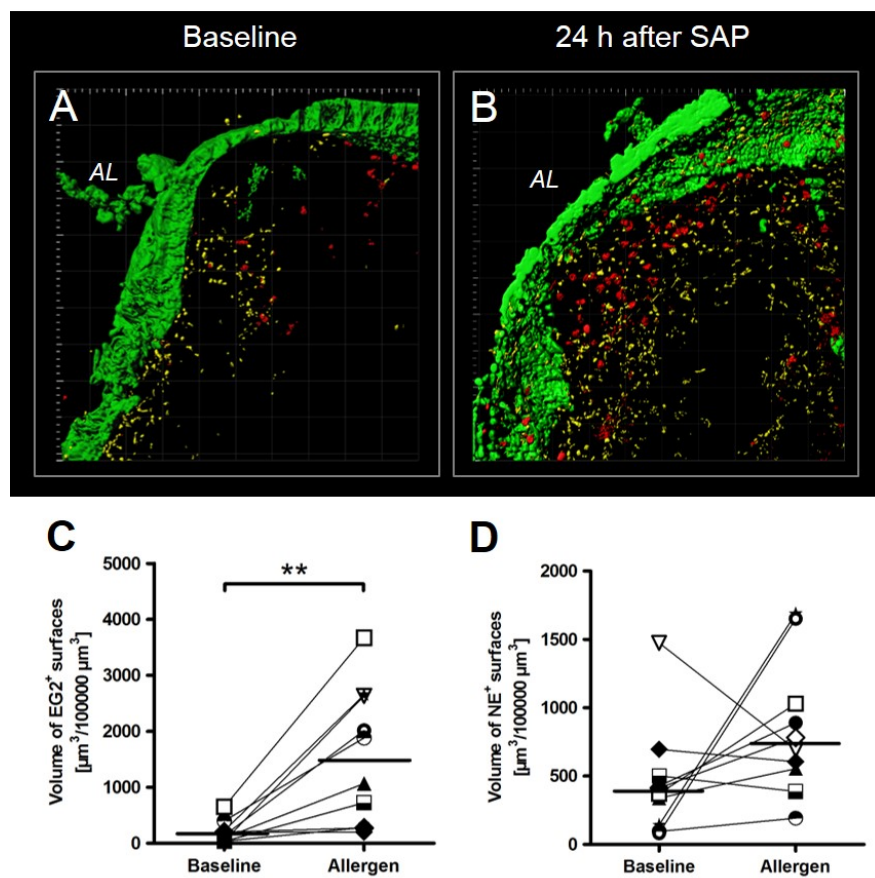 Baseline
24 h after SAP
A
AL
B
AL
C
**
Volume of EG2⁺ surfaces
[µm³/100000 µm³]
5000
4000
3000
2000
1000
0
Baseline
Allergen
D
Volume of NE⁺ surfaces
[µm³/100000 µm³]
2000
1500
1000
500
0
Baseline
Allergen